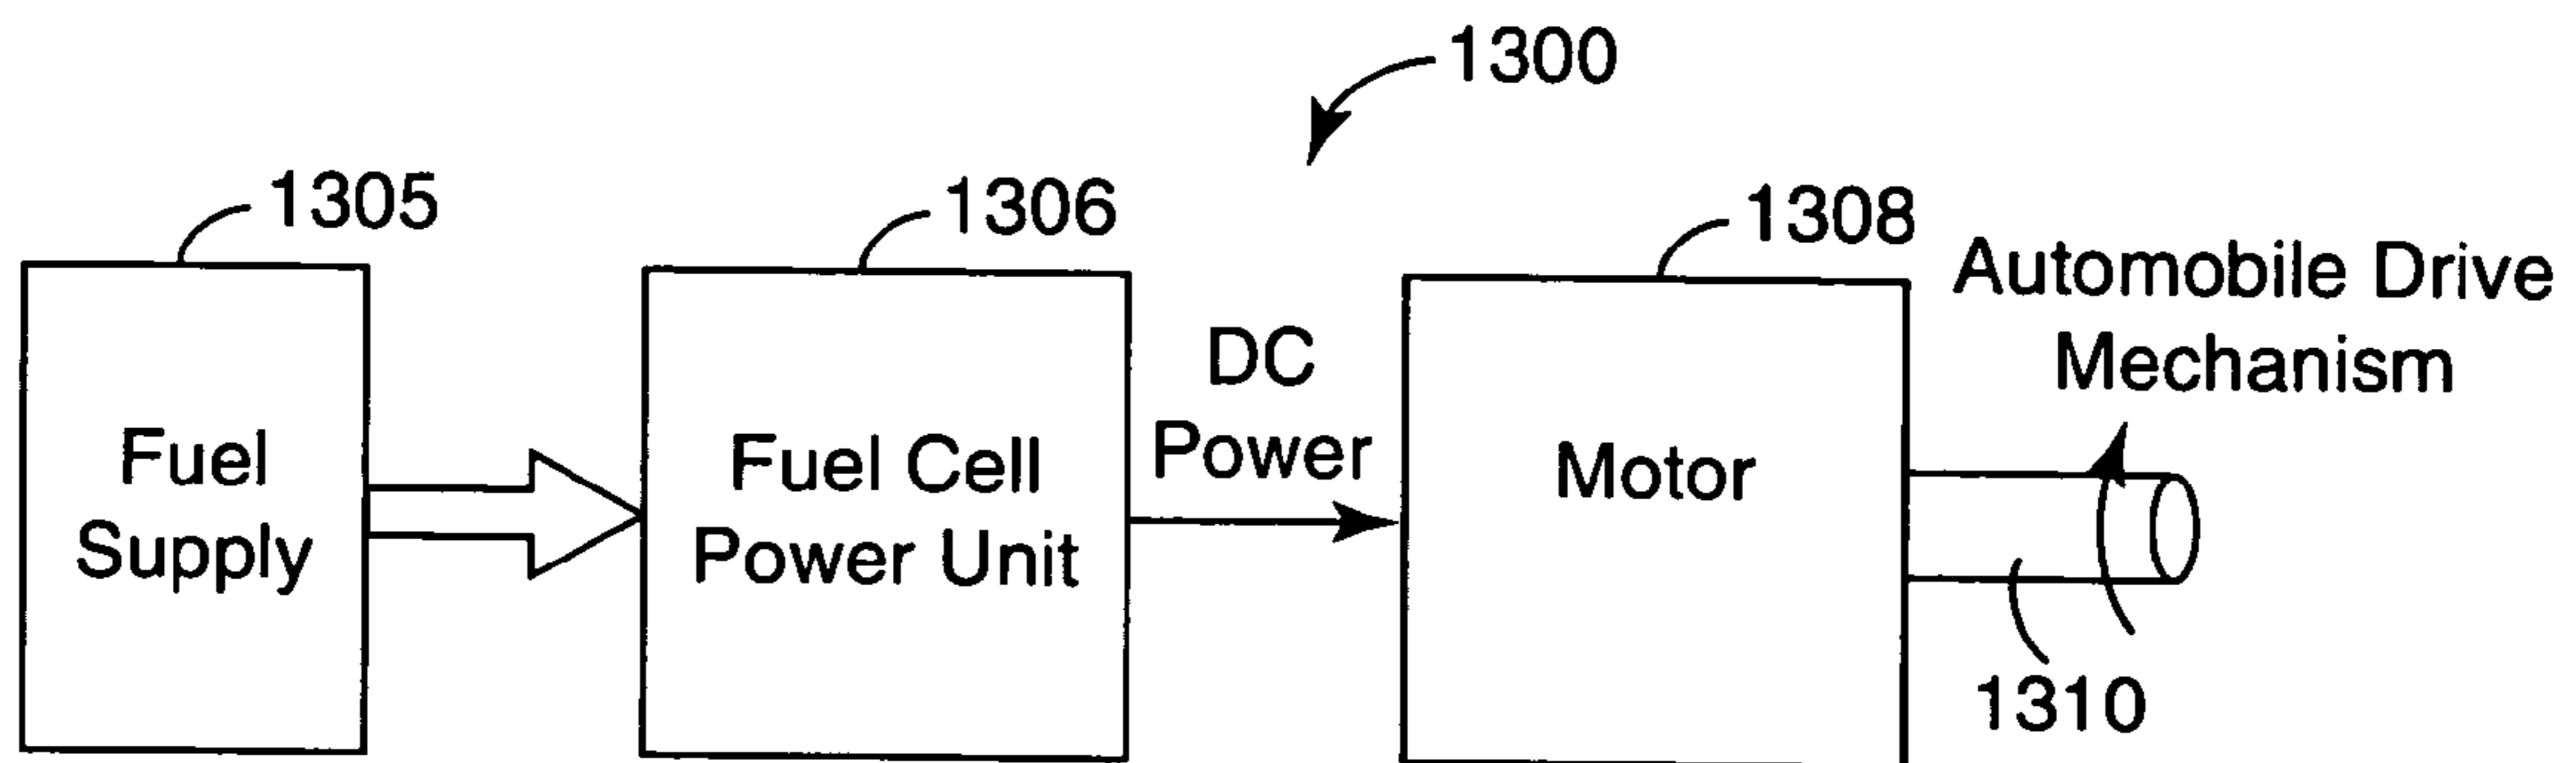 1300
1305
1306
1308
Automobile Drive
Mechanism
DC
Power
Fuel
Supply
Fuel Cell
Power Unit
Motor
1310